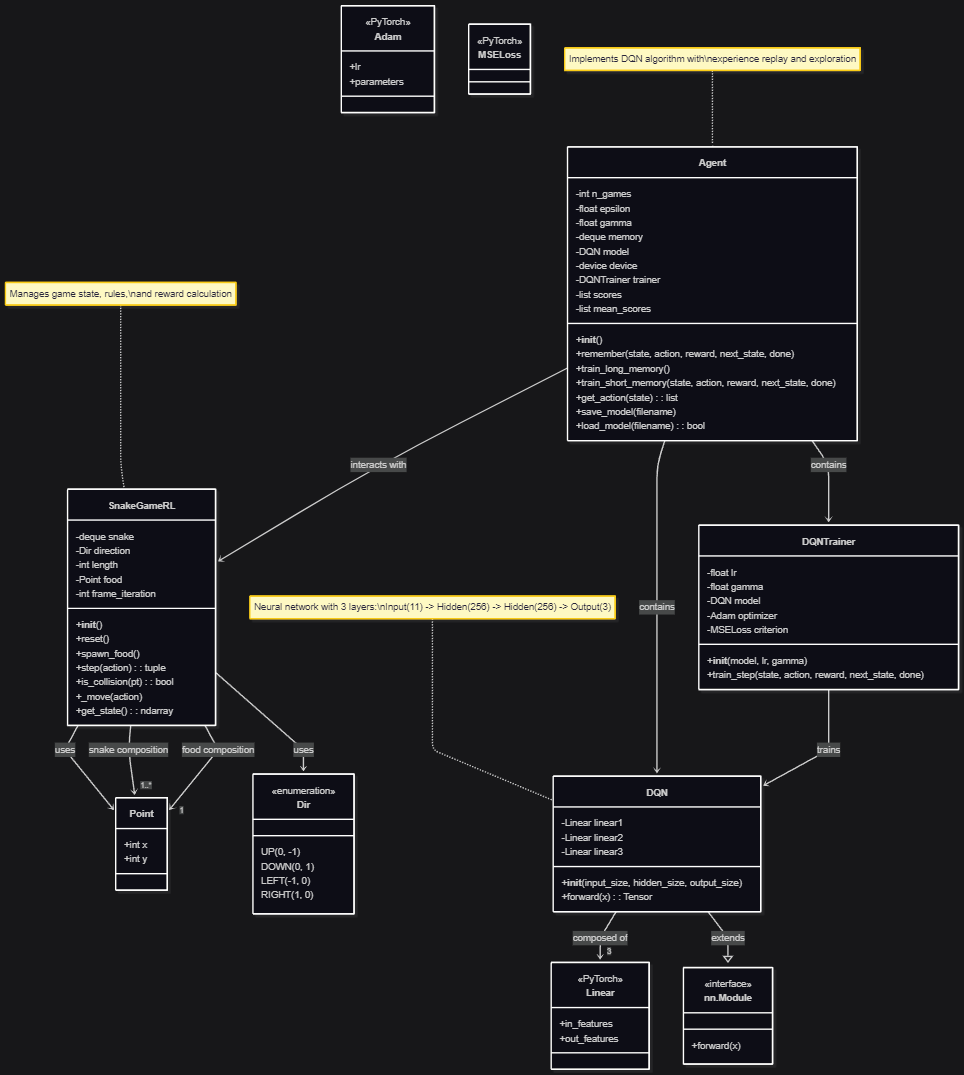 «PyTorch»
Adam
+lr
+parameters
«PyTorch»
MSELoss
Implements DQN algorithm with\nexperience replay and exploration
Agent
-int n_games
-float epsilon
-float gamma
-deque memory
-DQN model
-device device
-DQNTrainer trainer
-list scores
-list mean_scores
+init()
+remember(state, action, reward, next_state, done)
+train_long_memory()
+train_short_memory(state, action, reward, next_state, done)
+get_action(state) : : list
+save_model(filename)
+load_model(filename) : : bool
Manages game state, rules,\nand reward calculation
interacts with
contains
SnakeGameRL
-deque snake
-Dir direction
-int length
-Point food
-int frame_iteration
+init()
+reset()
+spawn_food()
+step(action) : : tuple
+is_collision(pt) : : bool
+_move(action)
+get_state() : : ndarray
DQNTrainer
-float lr
-float gamma
-DQN model
-Adam optimizer
-MSELoss criterion
+init(model, lr, gamma)
+train_step(state, action, reward, next_state, done)
Neural network with 3 layers:\nInput(11) -> Hidden(256) -> Hidden(256) -> Output(3)
contains
uses
snake composition
food composition
uses
trains
1..*
1
Point
+int x
+int y
«enumeration»
Dir
UP(0, -1)
DOWN(0, 1)
LEFT(-1, 0)
RIGHT(1, 0)
DQN
-Linear linear1
-Linear linear2
-Linear linear3
+init(input_size, hidden_size, output_size)
+forward(x) : : Tensor
composed of
3
extends
«PyTorch»
Linear
+in_features
+out_features
«interface»
nn.Module
+forward(x)